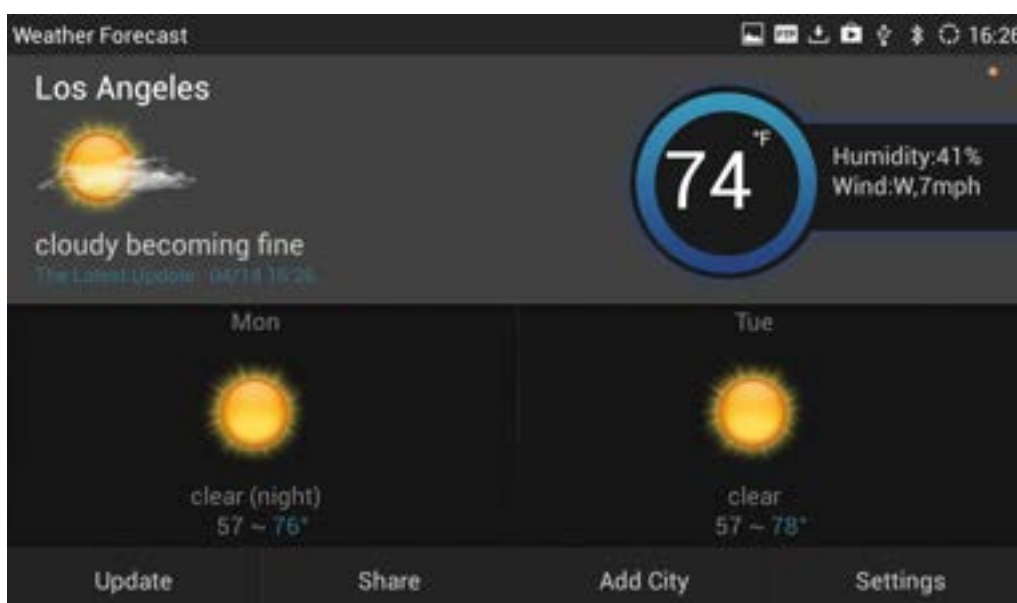 Weather Forecast 16:26
Los Angeles
74 °F
Humidity:41%
Wind:W,7mph
cloudy becoming fine
The Latest Update 04/14 16:26
Mon
Tue
clear (night)
57 ~ 76°
clear
57 ~ 78°
Update
Share
Add City
Settings